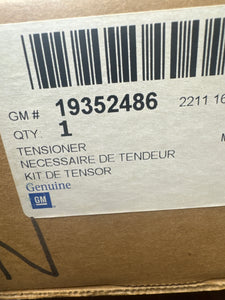 GM # 19352486 2211 16
QTY. 1
TENSIONER
NECESSAIRE DE TENDEUR
KIT DE TENSOR
Genuine
GM